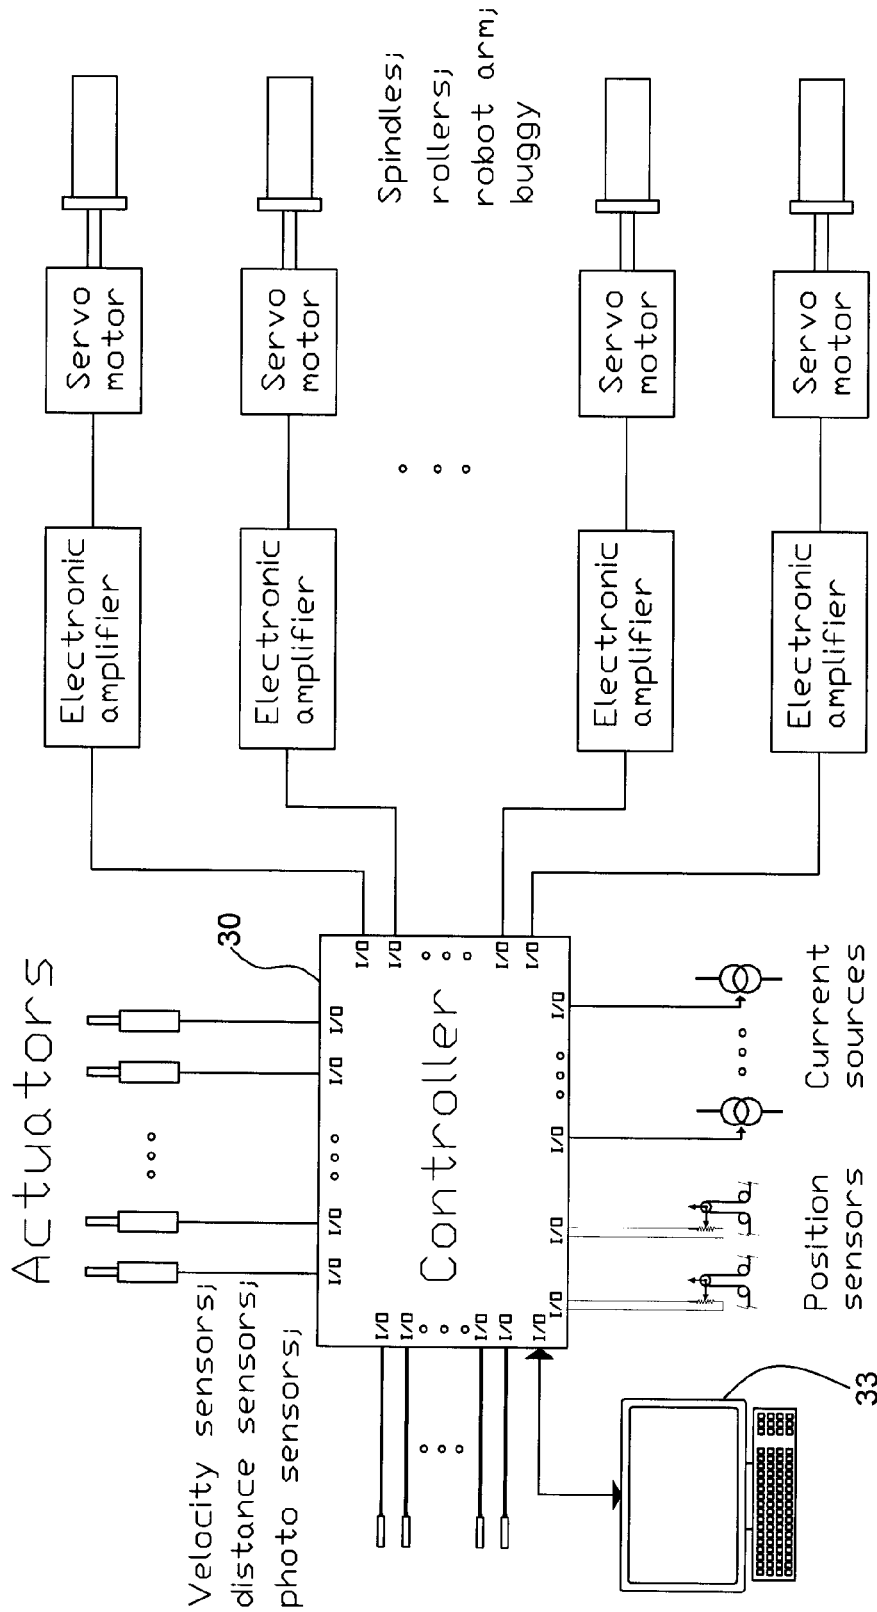 Actuators
Velocity sensors;
distance sensors;
photo sensors;
30
I/O I/O I/O I/O
I/O
I/O
I/O
I/O
I/O
Controller
I/O
I/O
I/O
I/O
I/O I/O I/O I/O
Electronic
amplifier
Servo
motor
Electronic
amplifier
Servo
motor
Spindles;
rollers;
robot arm;
buggy
Electronic
amplifier
Servo
motor
Electronic
amplifier
Servo
motor
33
Position
sensors
Current
sources